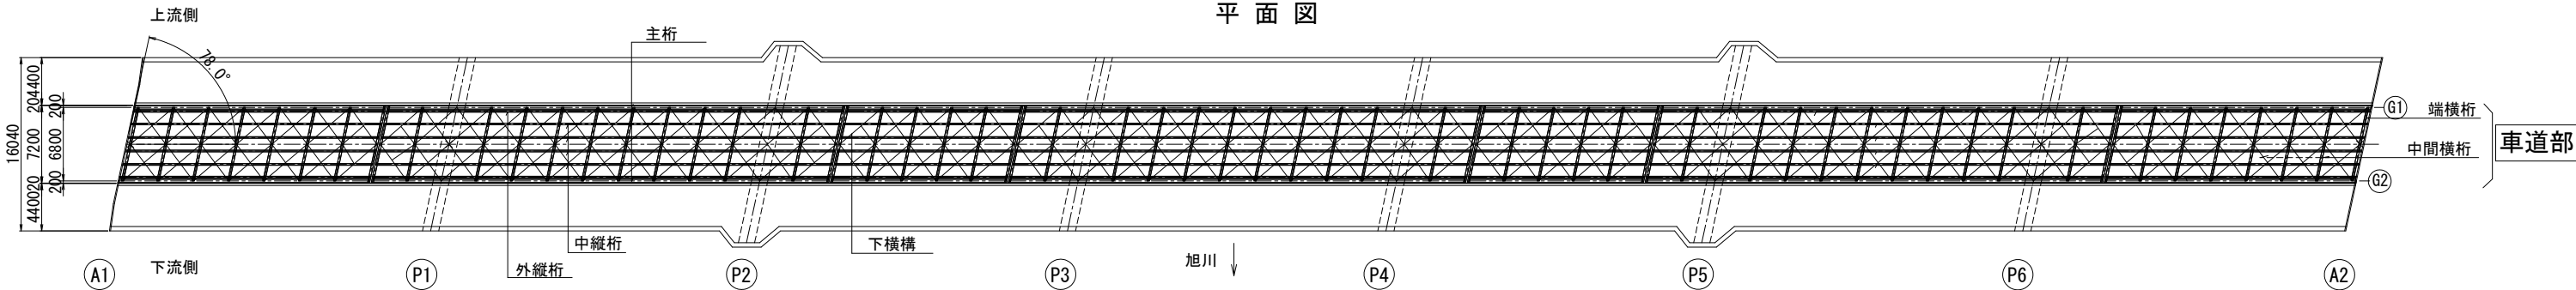 平面図
上流側
主桁
78.0°
16040
4400
20
7200
20
4400
200
6800
200
G1
端横桁
中間横桁
車道部
G2
中縦桁
外縦桁
下横構
旭川
下流側
A1
P1
P2
P3
P4
P5
P6
A2